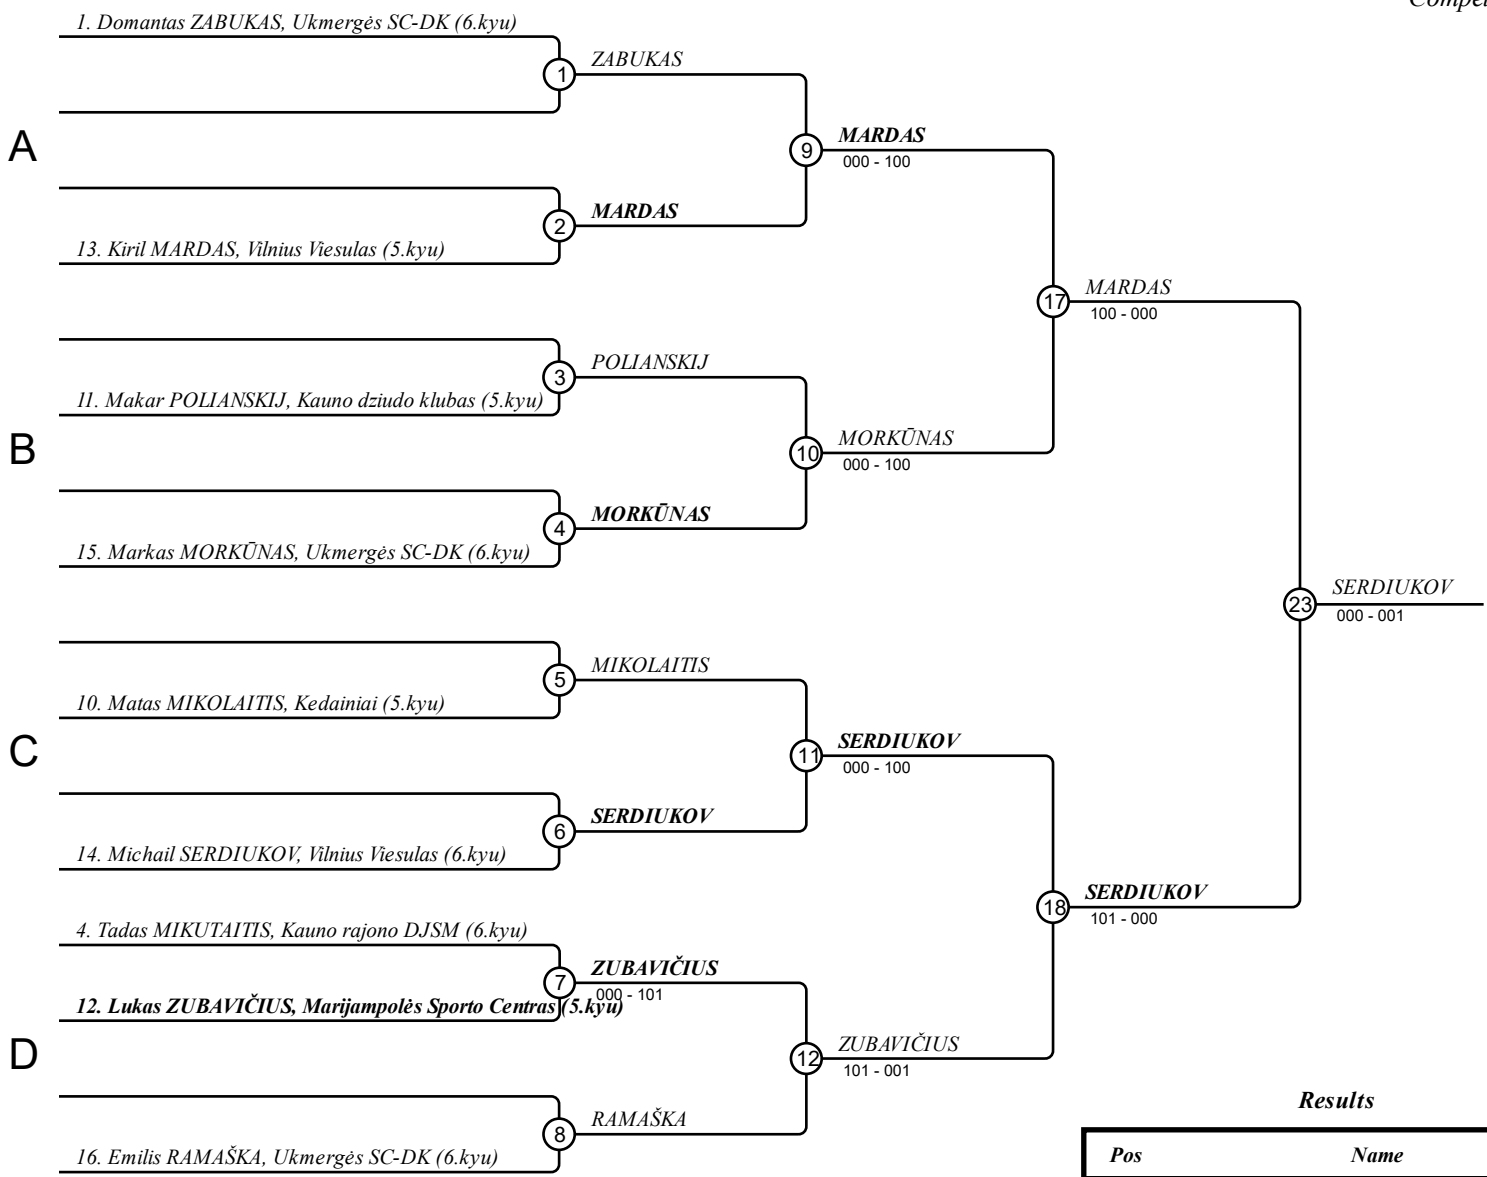 Compe
1. Domantas ZABUKAS, Ukmergės SC-DK (6.kyu)
1
ZABUKAS
A
9
MARDAS
000 - 100
2
MARDAS
13. Kiril MARDAS, Vilnius Viesulas (5.kyu)
17
MARDAS
100 - 000
3
POLIANSKIJ
11. Makar POLIANSKIJ, Kauno dziudo klubas (5.kyu)
B
10
MORKŪNAS
000 - 100
4
MORKŪNAS
15. Markas MORKŪNAS, Ukmergės SC-DK (6.kyu)
23
SERDIUKOV
000 - 001
5
MIKOLAITIS
10. Matas MIKOLAITIS, Kedainiai (5.kyu)
C
11
SERDIUKOV
000 - 100
6
SERDIUKOV
14. Michail SERDIUKOV, Vilnius Viesulas (6.kyu)
18
SERDIUKOV
101 - 000
4. Tadas MIKUTAITIS, Kauno rajono DJSM (6.kyu)
7
ZUBAVIČIUS
000 - 101
12. Lukas ZUBAVIČIUS, Marijampolės Sporto Centras (5.kyu)
D
12
ZUBAVIČIUS
101 - 001
8
RAMAŠKA
16. Emilis RAMAŠKA, Ukmergės SC-DK (6.kyu)
Results
Pos Name